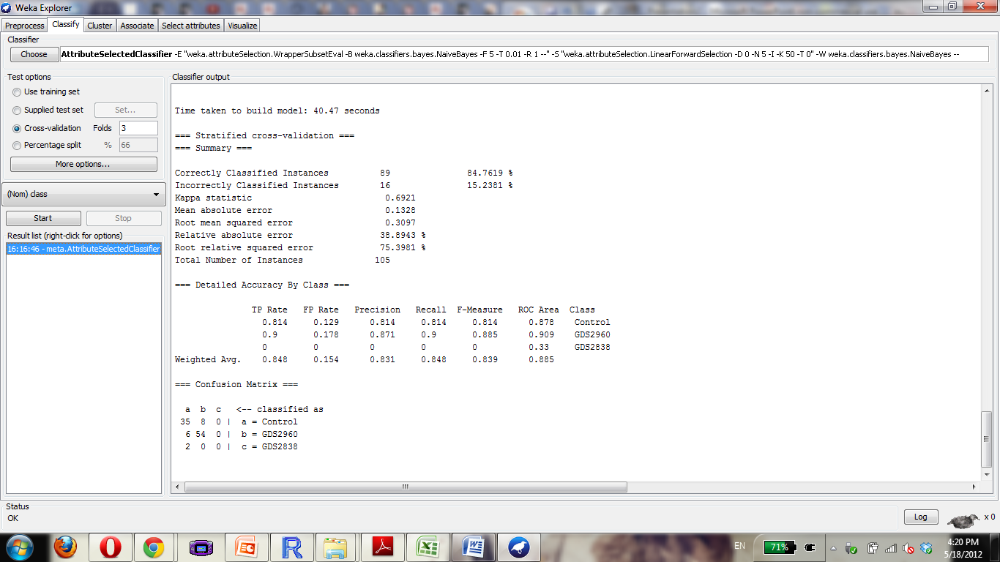 Weka Explorer
Preprocess Classify Cluster Associate Select attributes Visualize
Classifier
Choose AttributeSelectedClassifier -E "weka.attributeSelection.WrapperSubsetEval -B weka.classifiers.bayes.NaiveBayes -F 5 -T 0.01 -R 1 --" -S "weka.attributeSelection.LinearForwardSelection -D 0 -N 5 -I -K 50 -T 0" -W weka.classifiers.bayes.NaiveBayes --
Test options
Use training set
Supplied test set Set...
Cross-validation Folds 3
Percentage split % 66
More options...
(Nom) class
Start Stop
Result list (right-click for options)
16:16:46 - meta.AttributeSelectedClassifier
Classifier output
Time taken to build model: 40.47 seconds
=== Stratified cross-validation ===
=== Summary ===
Correctly Classified Instances 89 84.7619 %
Incorrectly Classified Instances 16 15.2381 %
Kappa statistic 0.6921
Mean absolute error 0.1328
Root mean squared error 0.3097
Relative absolute error 38.8943 %
Root relative squared error 75.3981 %
Total Number of Instances 105
=== Detailed Accuracy By Class ===
TP Rate FP Rate Precision Recall F-Measure ROC Area Class
0.814 0.129 0.814 0.814 0.814 0.878 Control
0.9 0.178 0.871 0.9 0.885 0.909 GDS2960
0 0 0 0 0 0.33 GDS2838
Weighted Avg. 0.848 0.154 0.831 0.848 0.839 0.885
=== Confusion Matrix ===
a b c <-- classified as
35 8 0 | a = Control
6 54 0 | b = GDS2960
2 0 0 | c = GDS2838
Status
OK
Log x 0
EN 71% 4:20 PM
5/18/2012